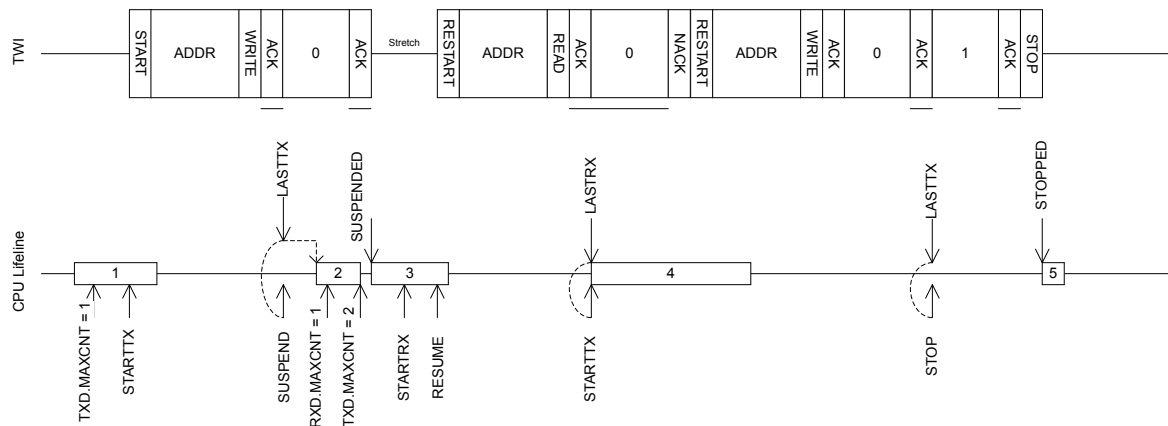 TWI
START
ADDR
WRITE
ACK
0
ACK
Stretch
RESTART
ADDR
READ
ACK
0
NACK
RESTART
ADDR
WRITE
ACK
0
ACK
1
ACK
STOP
CPU Lifeline
LASTTX
SUSPENDED
LASTRX
LASTTX
STOPPED
1
2
3
4
5
TXD.MAXCNT = 1
STARTTX
SUSPEND
RXD.MAXCNT = 1
TXD.MAXCNT = 2
STARTRX
RESUME
STARTTX
STOP